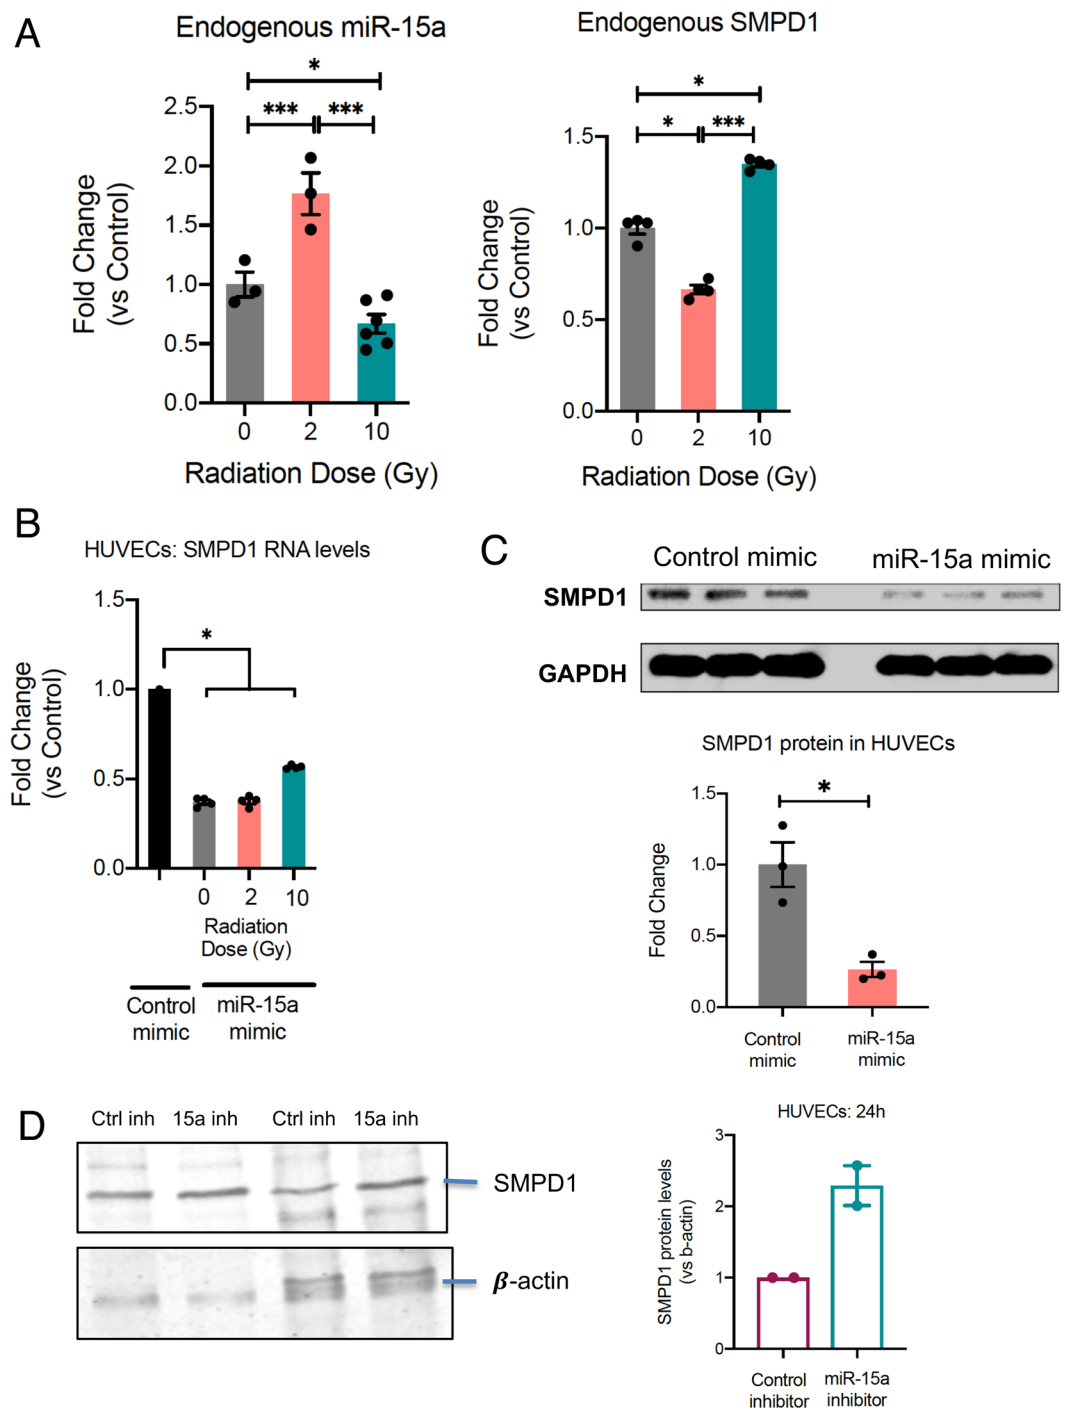 A
Endogenous miR-15a
*
*** ***
2.5
2.0
1.5
1.0
0.5
0.0
Fold Change
(vs Control)
0 2 10
Radiation Dose (Gy)
Endogenous SMPD1
*
* ***
1.5
1.0
0.5
0.0
Fold Change
(vs Control)
0 2 10
Radiation Dose (Gy)
B
HUVECs: SMPD1 RNA levels
*
1.5
1.0
0.5
0.0
Fold Change
(vs Control)
0 2 10
Radiation
Dose (Gy)
Control
mimic
miR-15a
mimic
C
Control mimic miR-15a mimic
SMPD1
GAPDH
SMPD1 protein in HUVECs
*
1.5
1.0
0.5
0.0
Fold Change
Control
mimic
miR-15a
mimic
D
Ctrl inh 15a inh Ctrl inh 15a inh
SMPD1
β-actin
HUVECs: 24h
3
2
1
0
SMPD1 protein levels
(vs b-actin)
Control
inhibitor
miR-15a
inhibitor